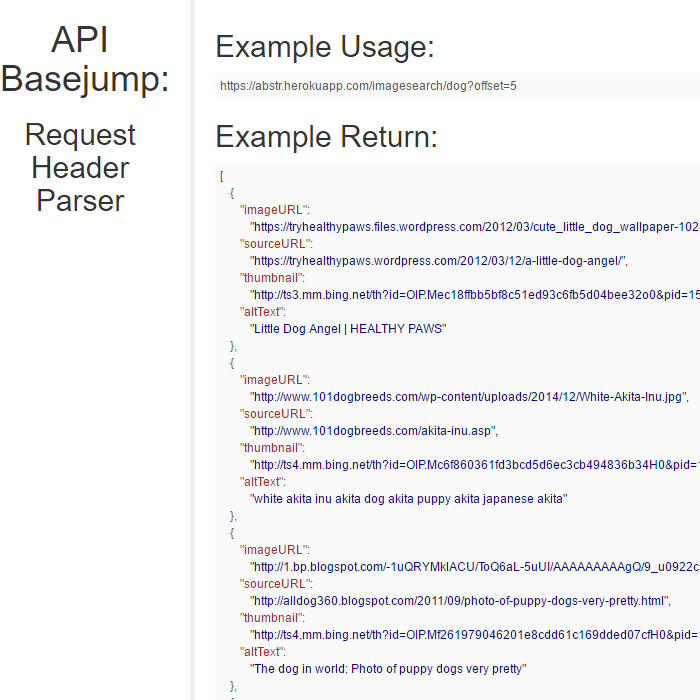 API
Basejump:
Request
Header
Parser
Example Usage:
https://abstr.herokuapp.com/imagesearch/dog?offset=5
Example Return:
[
{
"imageURL":
"https://tryhealthypaws.files.wordpress.com/2012/03/cute_little_dog_wallpaper-102
"sourceURL":
"https://tryhealthypaws.wordpress.com/2012/03/12/a-little-dog-angel/",
"thumbnail":
"http://ts3.mm.bing.net/th?id=OIP.Mec18ffbb5bf8c51ed93c6fb5d04bee32o0&pid=15
"altText":
"Little Dog Angel | HEALTHY PAWS"
},
{
"imageURL":
"http://www.101dogbreeds.com/wp-content/uploads/2014/12/White-Akita-Inu.jpg",
"sourceURL":
"http://www.101dogbreeds.com/akita-inu.asp",
"thumbnail":
"http://ts4.mm.bing.net/th?id=OIP.Mc6f860361fd3bcd5d6ec3cb494836b34H0&pid=
"altText":
"white akita inu akita dog akita puppy akita japanese akita"
},
{
"imageURL":
"http://1.bp.blogspot.com/-1uQRYMklACU/ToQ6aL-5uUI/AAAAAAAAAgQ/9_u0922c
"sourceURL":
"http://alldog360.blogspot.com/2011/09/photo-of-puppy-dogs-very-pretty.html",
"thumbnail":
"http://ts4.mm.bing.net/th?id=OIP.Mf261979046201e8cdd61c169dded07cfH0&pid=
"altText":
"The dog in world: Photo of puppy dogs very pretty"
},